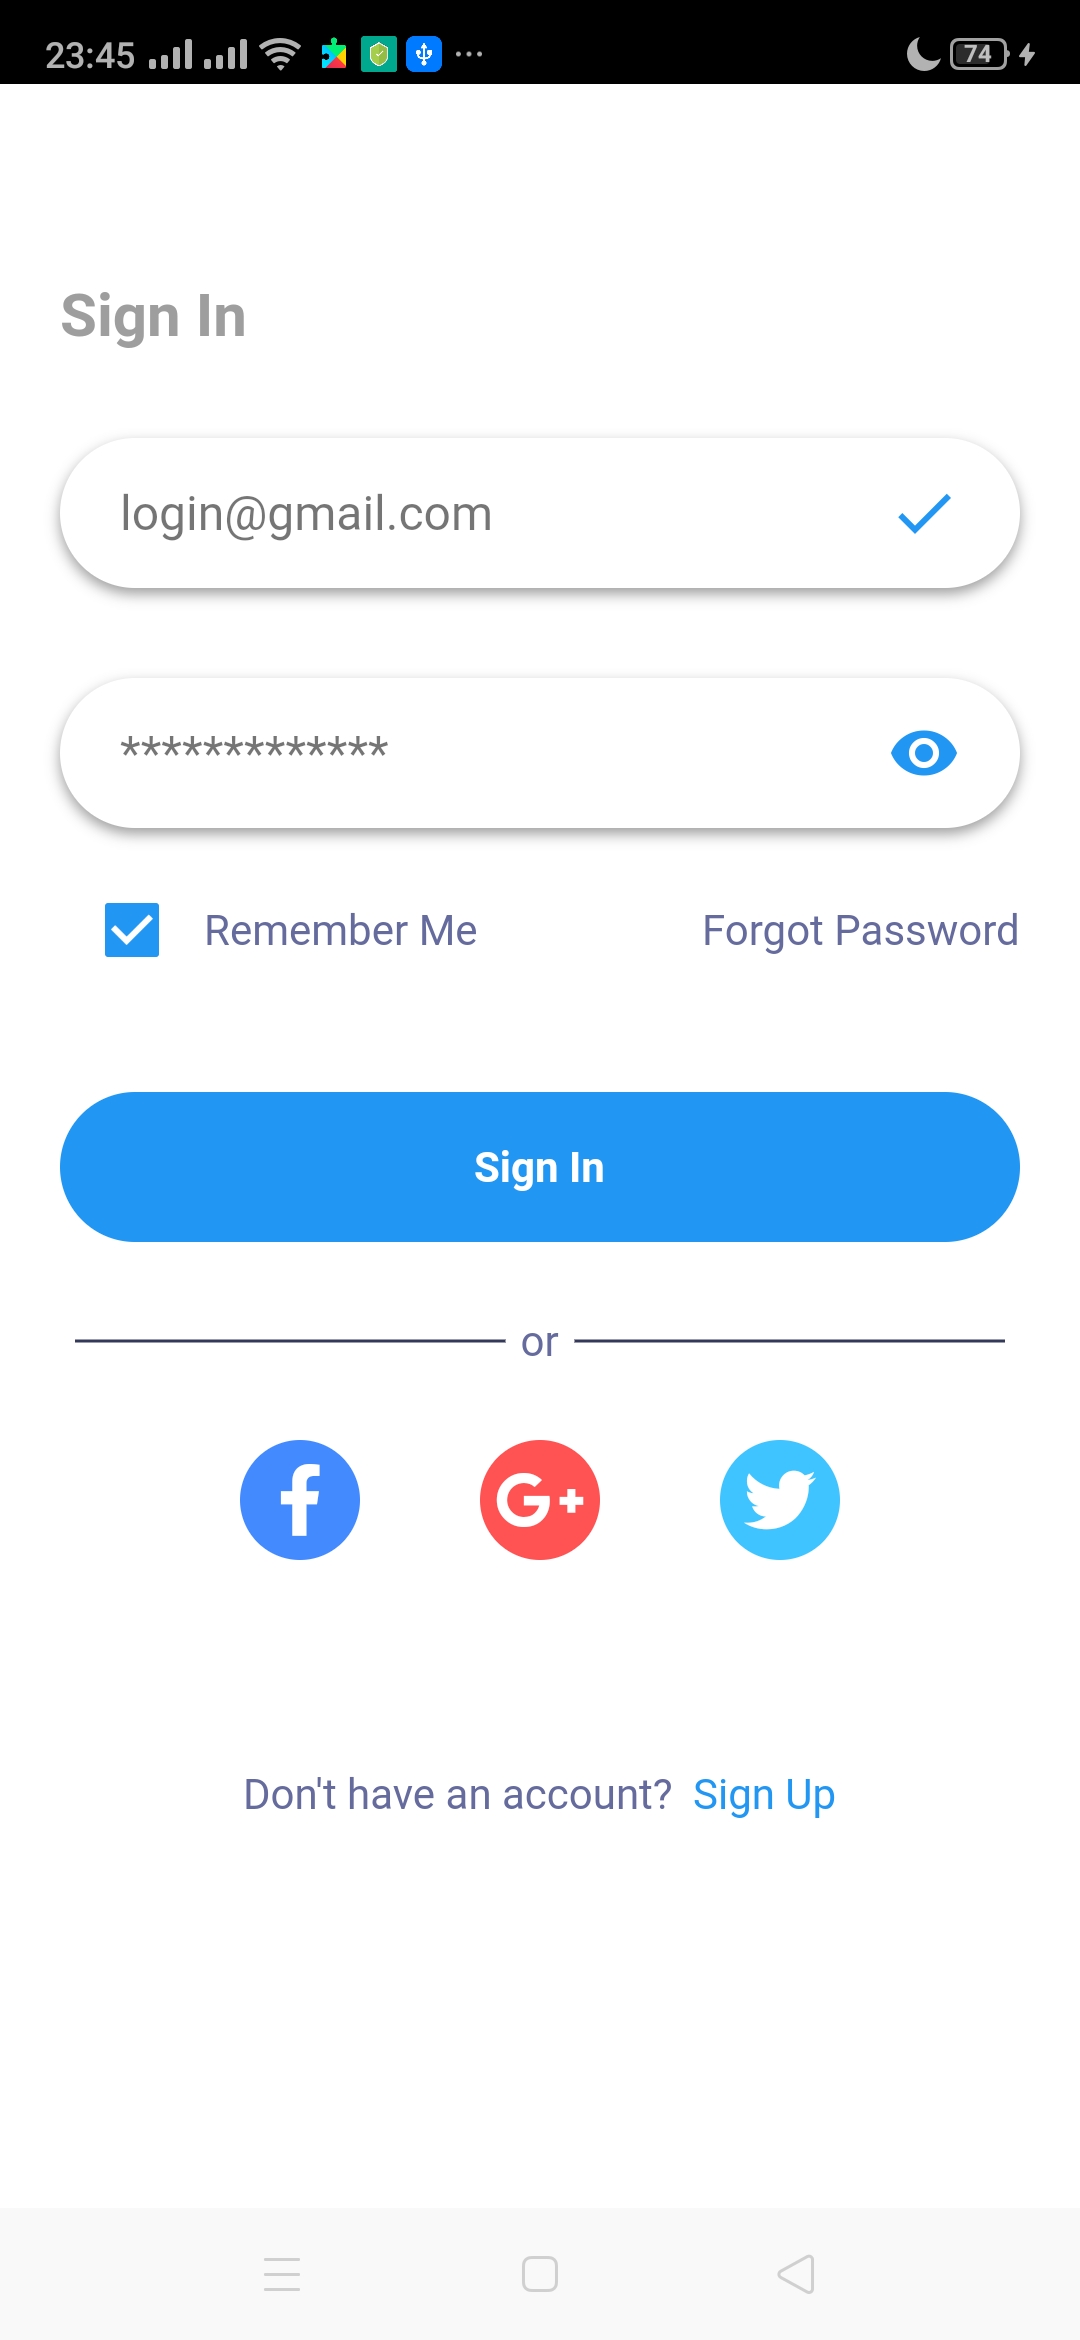 23:45 74
Sign In
login@gmail.com
*************
Remember Me Forgot Password
Sign In
or
f G+
Don't have an account? Sign Up